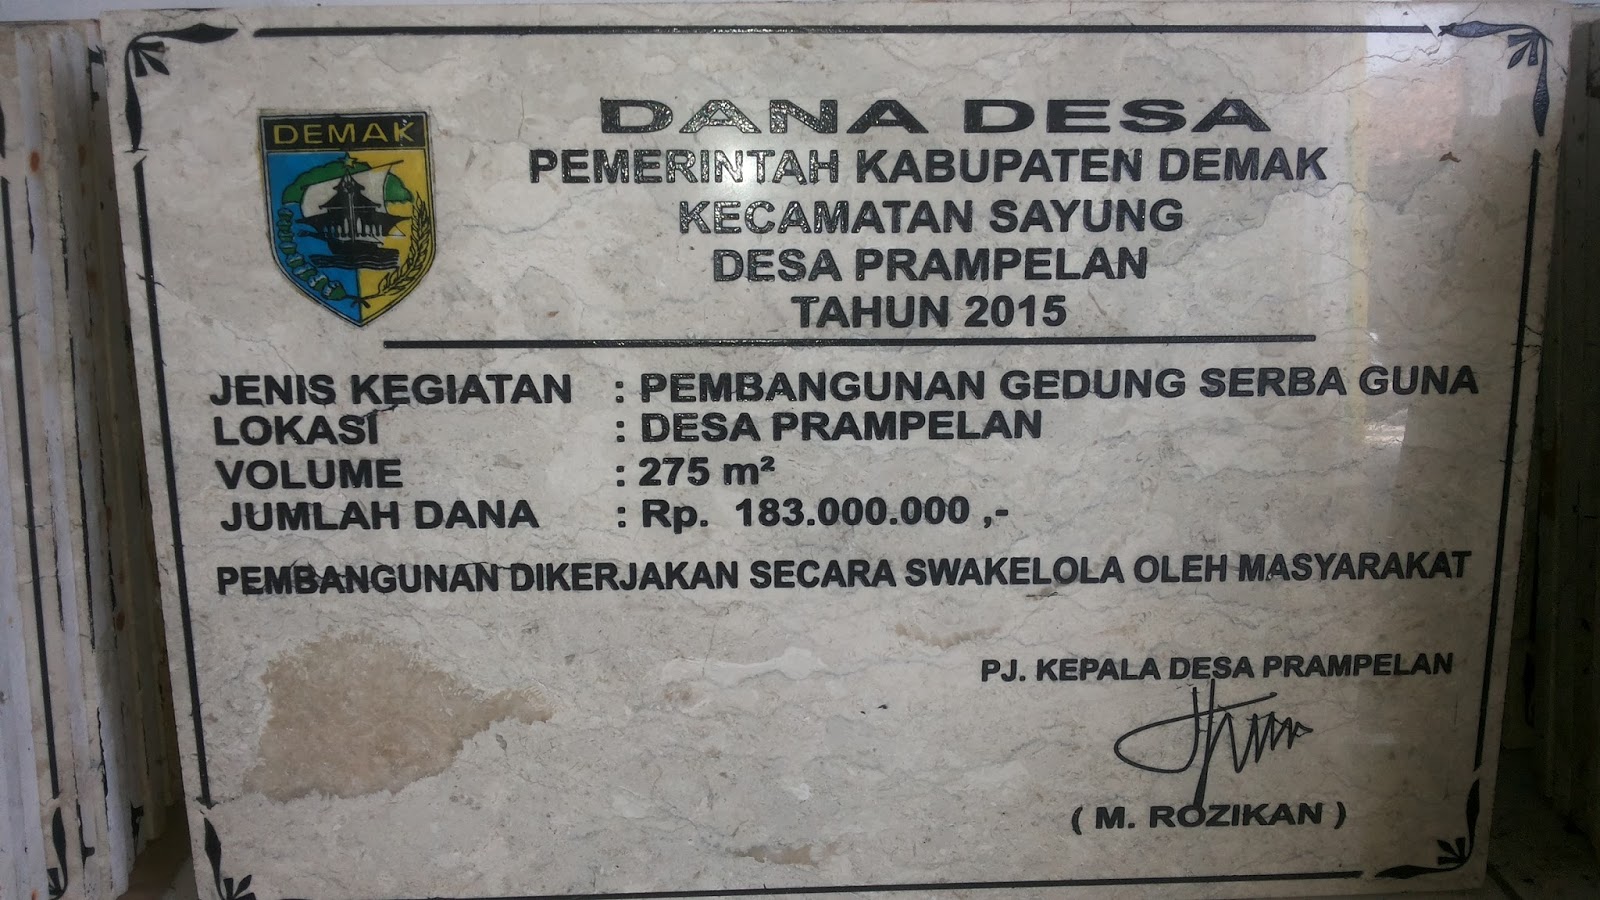 DEMAK
DANA DESA
PEMERINTAH KABUPATEN DEMAK
KECAMATAN SAYUNG
DESA PRAMPELAN
TAHUN 2015
JENIS KEGIATAN : PEMBANGUNAN GEDUNG SERBA GUNA
LOKASI : DESA PRAMPELAN
VOLUME : 275 m²
JUMLAH DANA : Rp. 183.000.000 ,-
PEMBANGUNAN DIKERJAKAN SECARA SWAKELOLA OLEH MASYARAKAT
PJ. KEPALA DESA PRAMPELAN
( M. ROZIKAN )